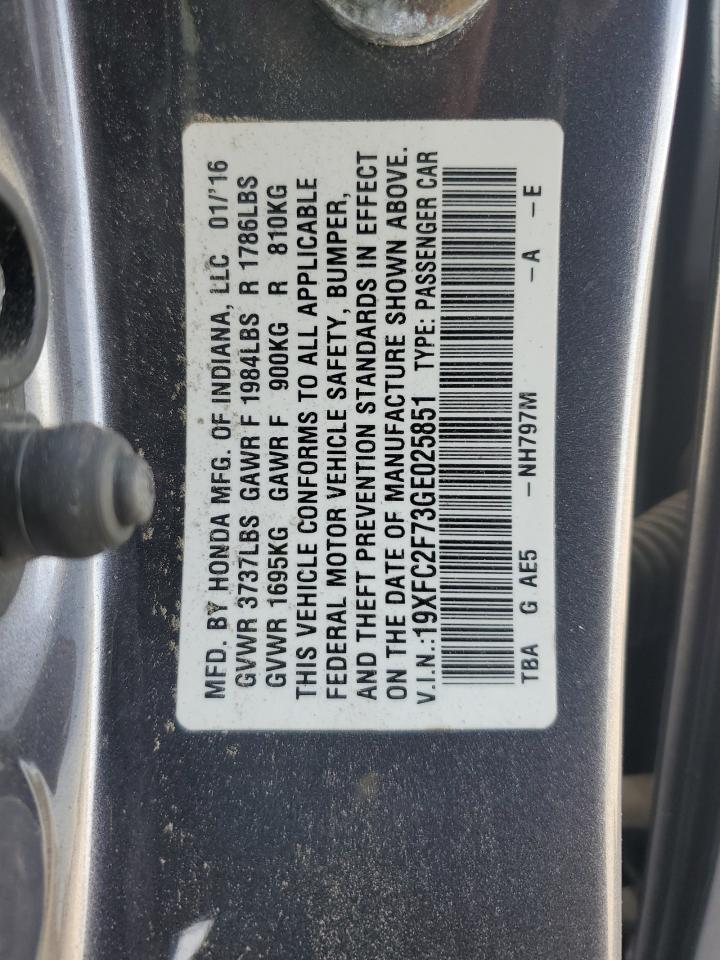 MFD. BY HONDA MFG. OF INDIANA, LLC 01/'16
GVWR 3737LBS GAWR F 1984LBS R 1786LBS
GVWR 1695KG GAWR F 900KG R 810KG
THIS VEHICLE CONFORMS TO ALL APPLICABLE
FEDERAL MOTOR VEHICLE SAFETY, BUMPER,
AND THEFT PREVENTION STANDARDS IN EFFECT
ON THE DATE OF MANUFACTURE SHOWN ABOVE.
V.I.N.:19XFC2F73GE025851 TYPE: PASSENGER CAR
TBA G AE5 -NH797M -A -E